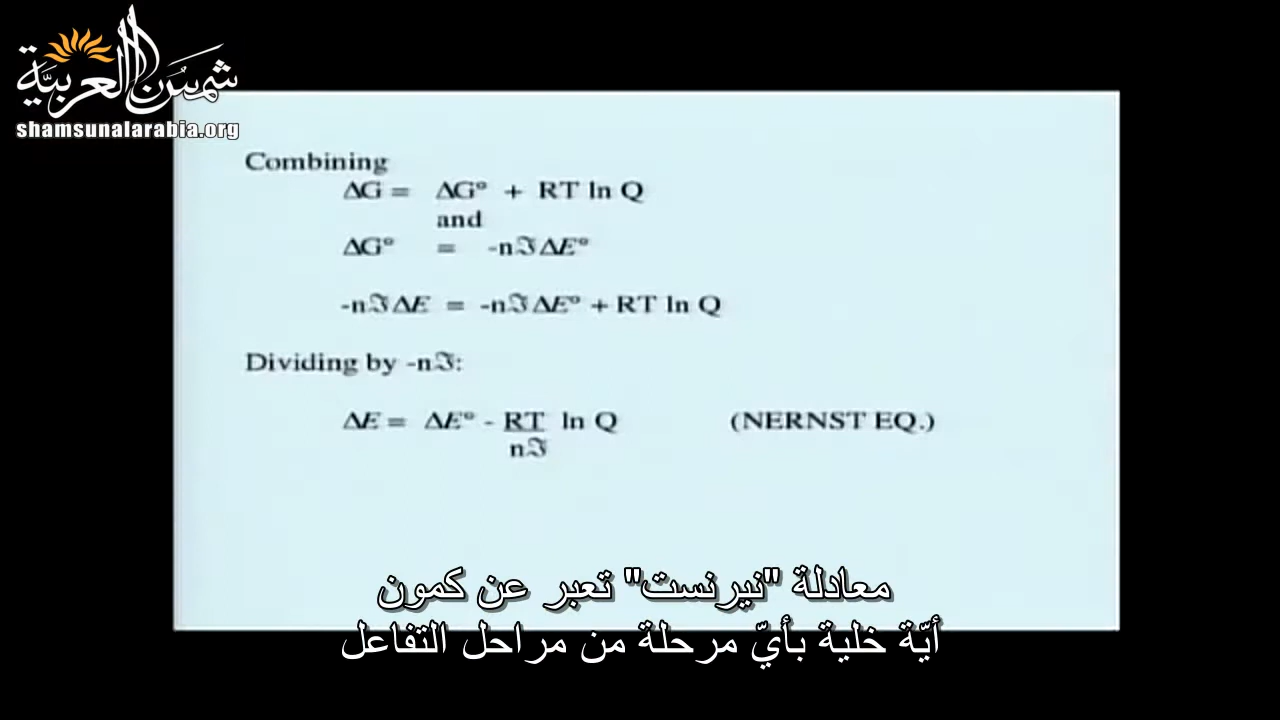 شمس العربية
shamsunalarabia.org
Combining
ΔG = ΔG° + RT ln Q
and
ΔG° = -nℑΔE°
-nℑΔE = -nℑΔE° + RT ln Q
Dividing by -nℑ:
ΔE = ΔE° - RT ln Q (NERNST EQ.)
nℑ
معادلة "نيرنست" تعبر عن كمون
أيّة خلية بأيّ مرحلة من مراحل التفاعل